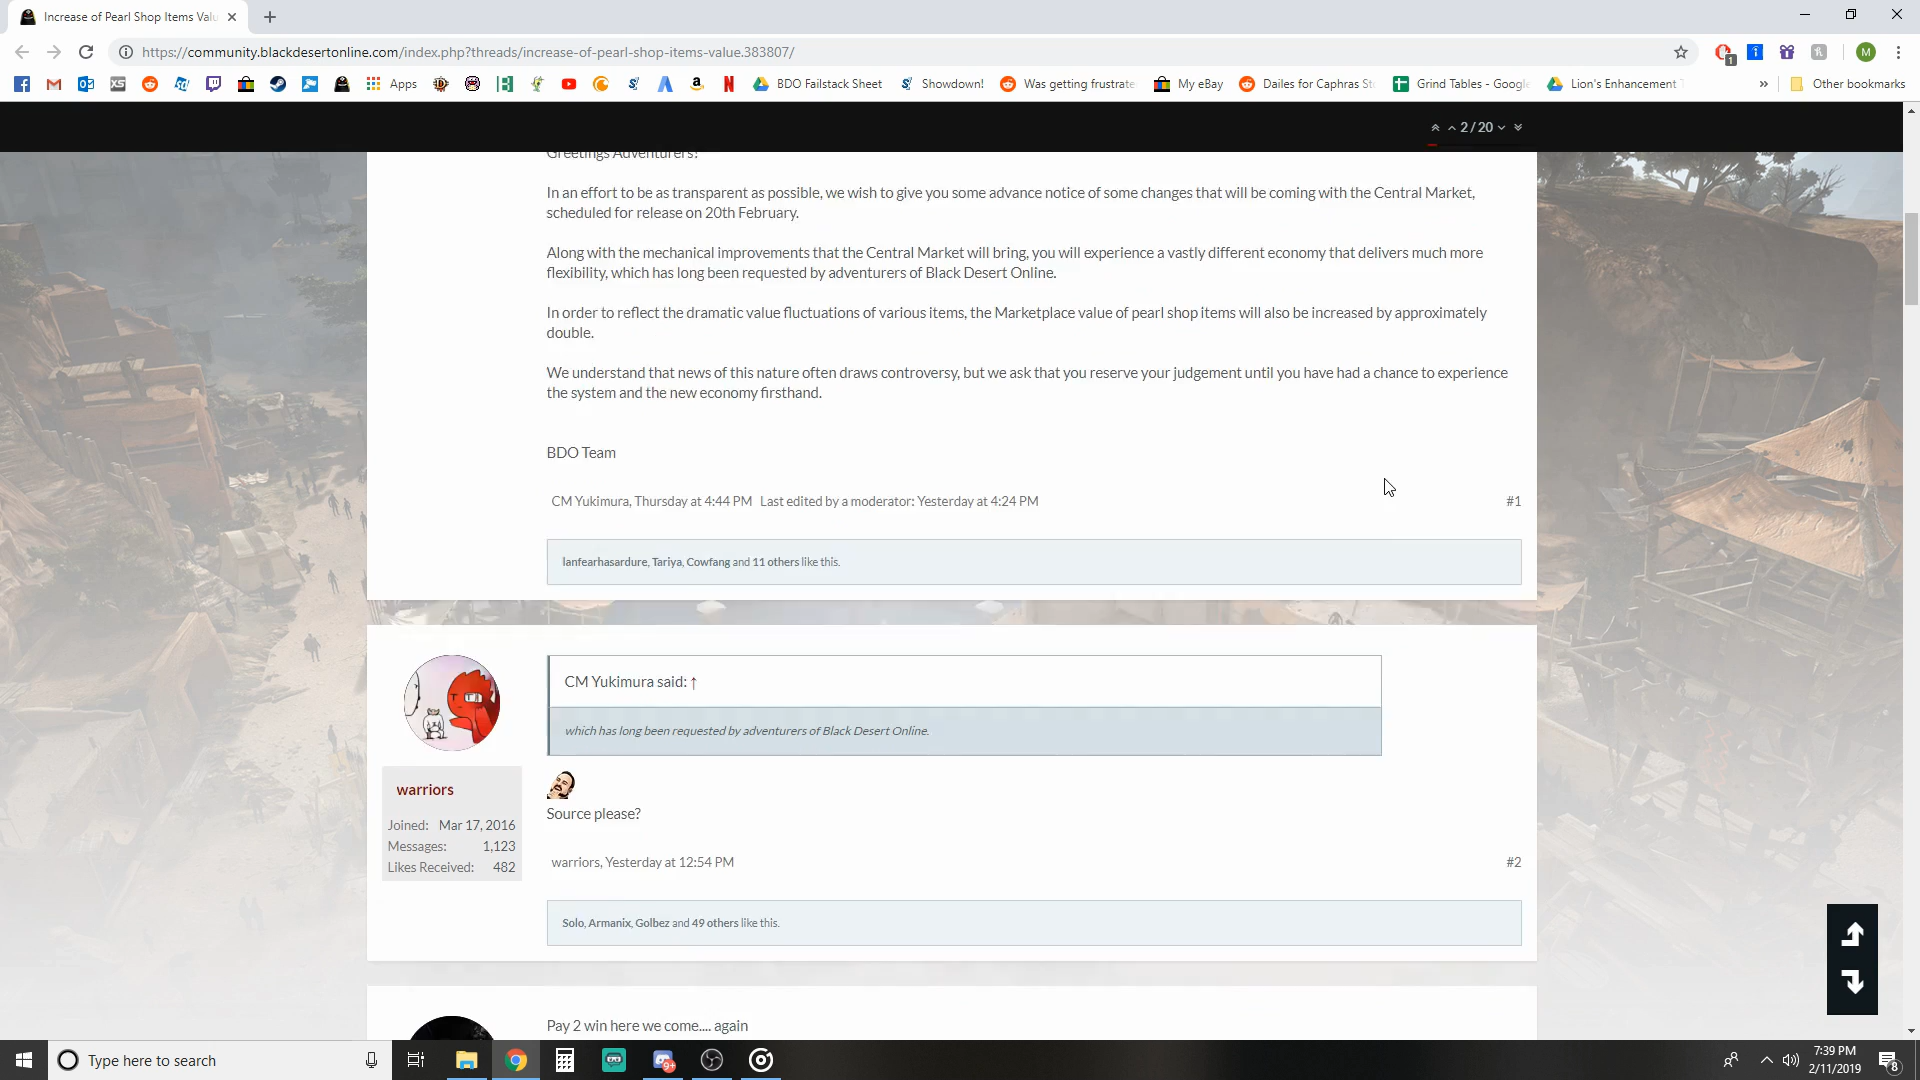 Increase of Pearl Shop Items Valu
https://community.blackdesertonline.com/index.php?threads/increase-of-pearl-shop-items-value.383807/
1
M
Apps
BDO Failstack Sheet
Showdown!
Was getting frustrate
My eBay
Dailes for Caphras St
Grind Tables - Google
Lion's Enhancement
Other bookmarks
2 / 20
Greetings Adventurers!
In an effort to be as transparent as possible, we wish to give you some advance notice of some changes that will be coming with the Central Market,
scheduled for release on 20th February.
Along with the mechanical improvements that the Central Market will bring, you will experience a vastly different economy that delivers much more
flexibility, which has long been requested by adventurers of Black Desert Online.
In order to reflect the dramatic value fluctuations of various items, the Marketplace value of pearl shop items will also be increased by approximately
double.
We understand that news of this nature often draws controversy, but we ask that you reserve your judgement until you have had a chance to experience
the system and the new economy firsthand.
BDO Team
CM Yukimura, Thursday at 4:44 PM Last edited by a moderator: Yesterday at 4:24 PM
#1
lanfearhasardure, Tariya, Cowfang and 11 others like this.
CM Yukimura said: ↑
which has long been requested by adventurers of Black Desert Online.
warriors
Source please?
Joined: Mar 17, 2016
Messages: 1,123
Likes Received: 482
warriors, Yesterday at 12:54 PM
#2
Solo, Armanix, Golbez and 49 others like this.
Pay 2 win here we come.... again
Type here to search
9+
7:39 PM
2/11/2019
8